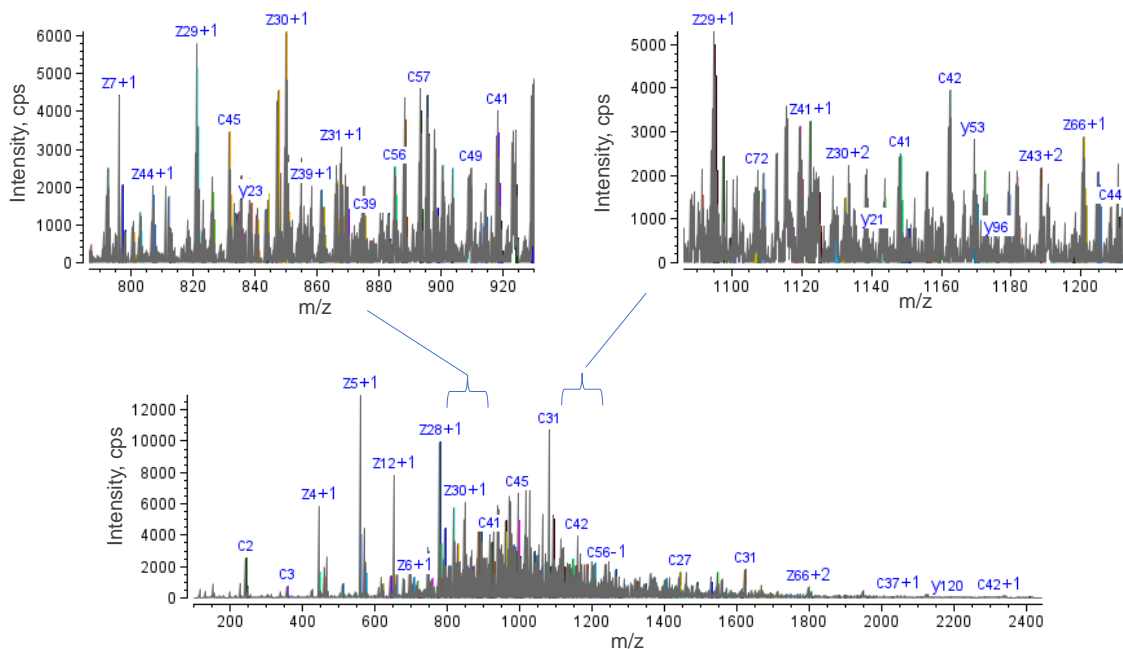 Intensity, cps
6000
5000
4000
3000
2000
1000
0
Z7+1
Z29+1
Z30+1
Z44+1
C45
y23
Z39+1
Z31+1
C39
C56
C57
C49
C41
800
820
840
860
880
900
920
m/z
Intensity, cps
5000
4000
3000
2000
1000
0
Z29+1
C72
Z41+1
Z30+2
y21
C41
C42
y53
y96
Z43+2
Z66+1
C44
1100
1120
1140
1160
1180
1200
m/z
Intensity, cps
12000
10000
8000
6000
4000
2000
0
C2
C3
Z4+1
Z5+1
Z12+1
Z6+1
Z28+1
Z30+1
C41
C45
C31
C42
C56-1
C27
C31
Z66+2
C37+1
y120
C42+1
200
400
600
800
1000
1200
1400
1600
1800
2000
2200
2400
m/z